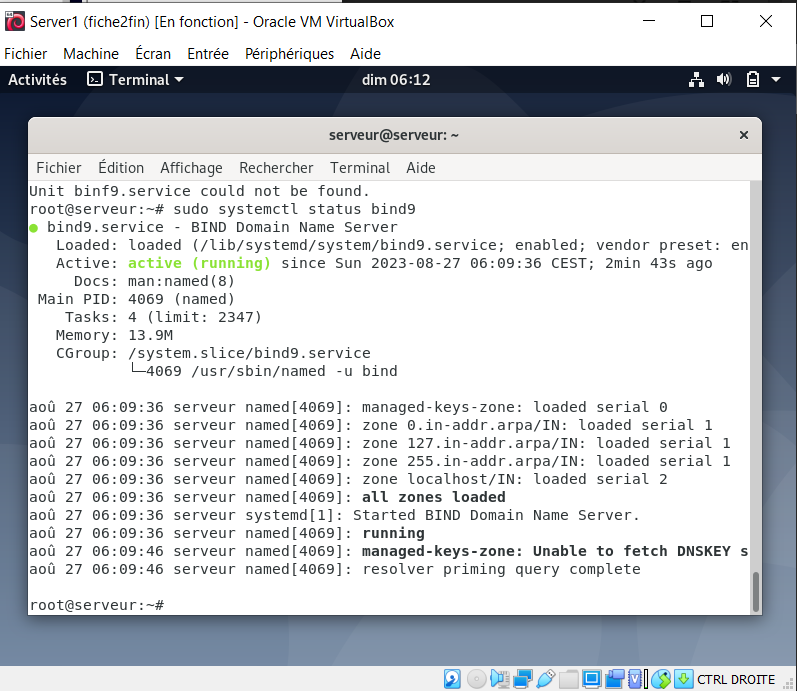 Server1 (fiche2fin) [En fonction] - Oracle VM VirtualBox
Fichier Machine Écran Entrée Périphériques Aide
Activités Terminal dim 06:12
serveur@serveur: ~
Fichier Édition Affichage Rechercher Terminal Aide
Unit binf9.service could not be found.
root@serveur:~# sudo systemctl status bind9
● bind9.service - BIND Domain Name Server
Loaded: loaded (/lib/systemd/system/bind9.service; enabled; vendor preset: en
Active: active (running) since Sun 2023-08-27 06:09:36 CEST; 2min 43s ago
Docs: man:named(8)
Main PID: 4069 (named)
Tasks: 4 (limit: 2347)
Memory: 13.9M
CGroup: /system.slice/bind9.service
└─4069 /usr/sbin/named -u bind
aoû 27 06:09:36 serveur named[4069]: managed-keys-zone: loaded serial 0
aoû 27 06:09:36 serveur named[4069]: zone 0.in-addr.arpa/IN: loaded serial 1
aoû 27 06:09:36 serveur named[4069]: zone 127.in-addr.arpa/IN: loaded serial 1
aoû 27 06:09:36 serveur named[4069]: zone 255.in-addr.arpa/IN: loaded serial 1
aoû 27 06:09:36 serveur named[4069]: zone localhost/IN: loaded serial 2
aoû 27 06:09:36 serveur named[4069]: all zones loaded
aoû 27 06:09:36 serveur systemd[1]: Started BIND Domain Name Server.
aoû 27 06:09:36 serveur named[4069]: running
aoû 27 06:09:46 serveur named[4069]: managed-keys-zone: Unable to fetch DNSKEY s
aoû 27 06:09:46 serveur named[4069]: resolver priming query complete
root@serveur:~#
CTRL DROITE